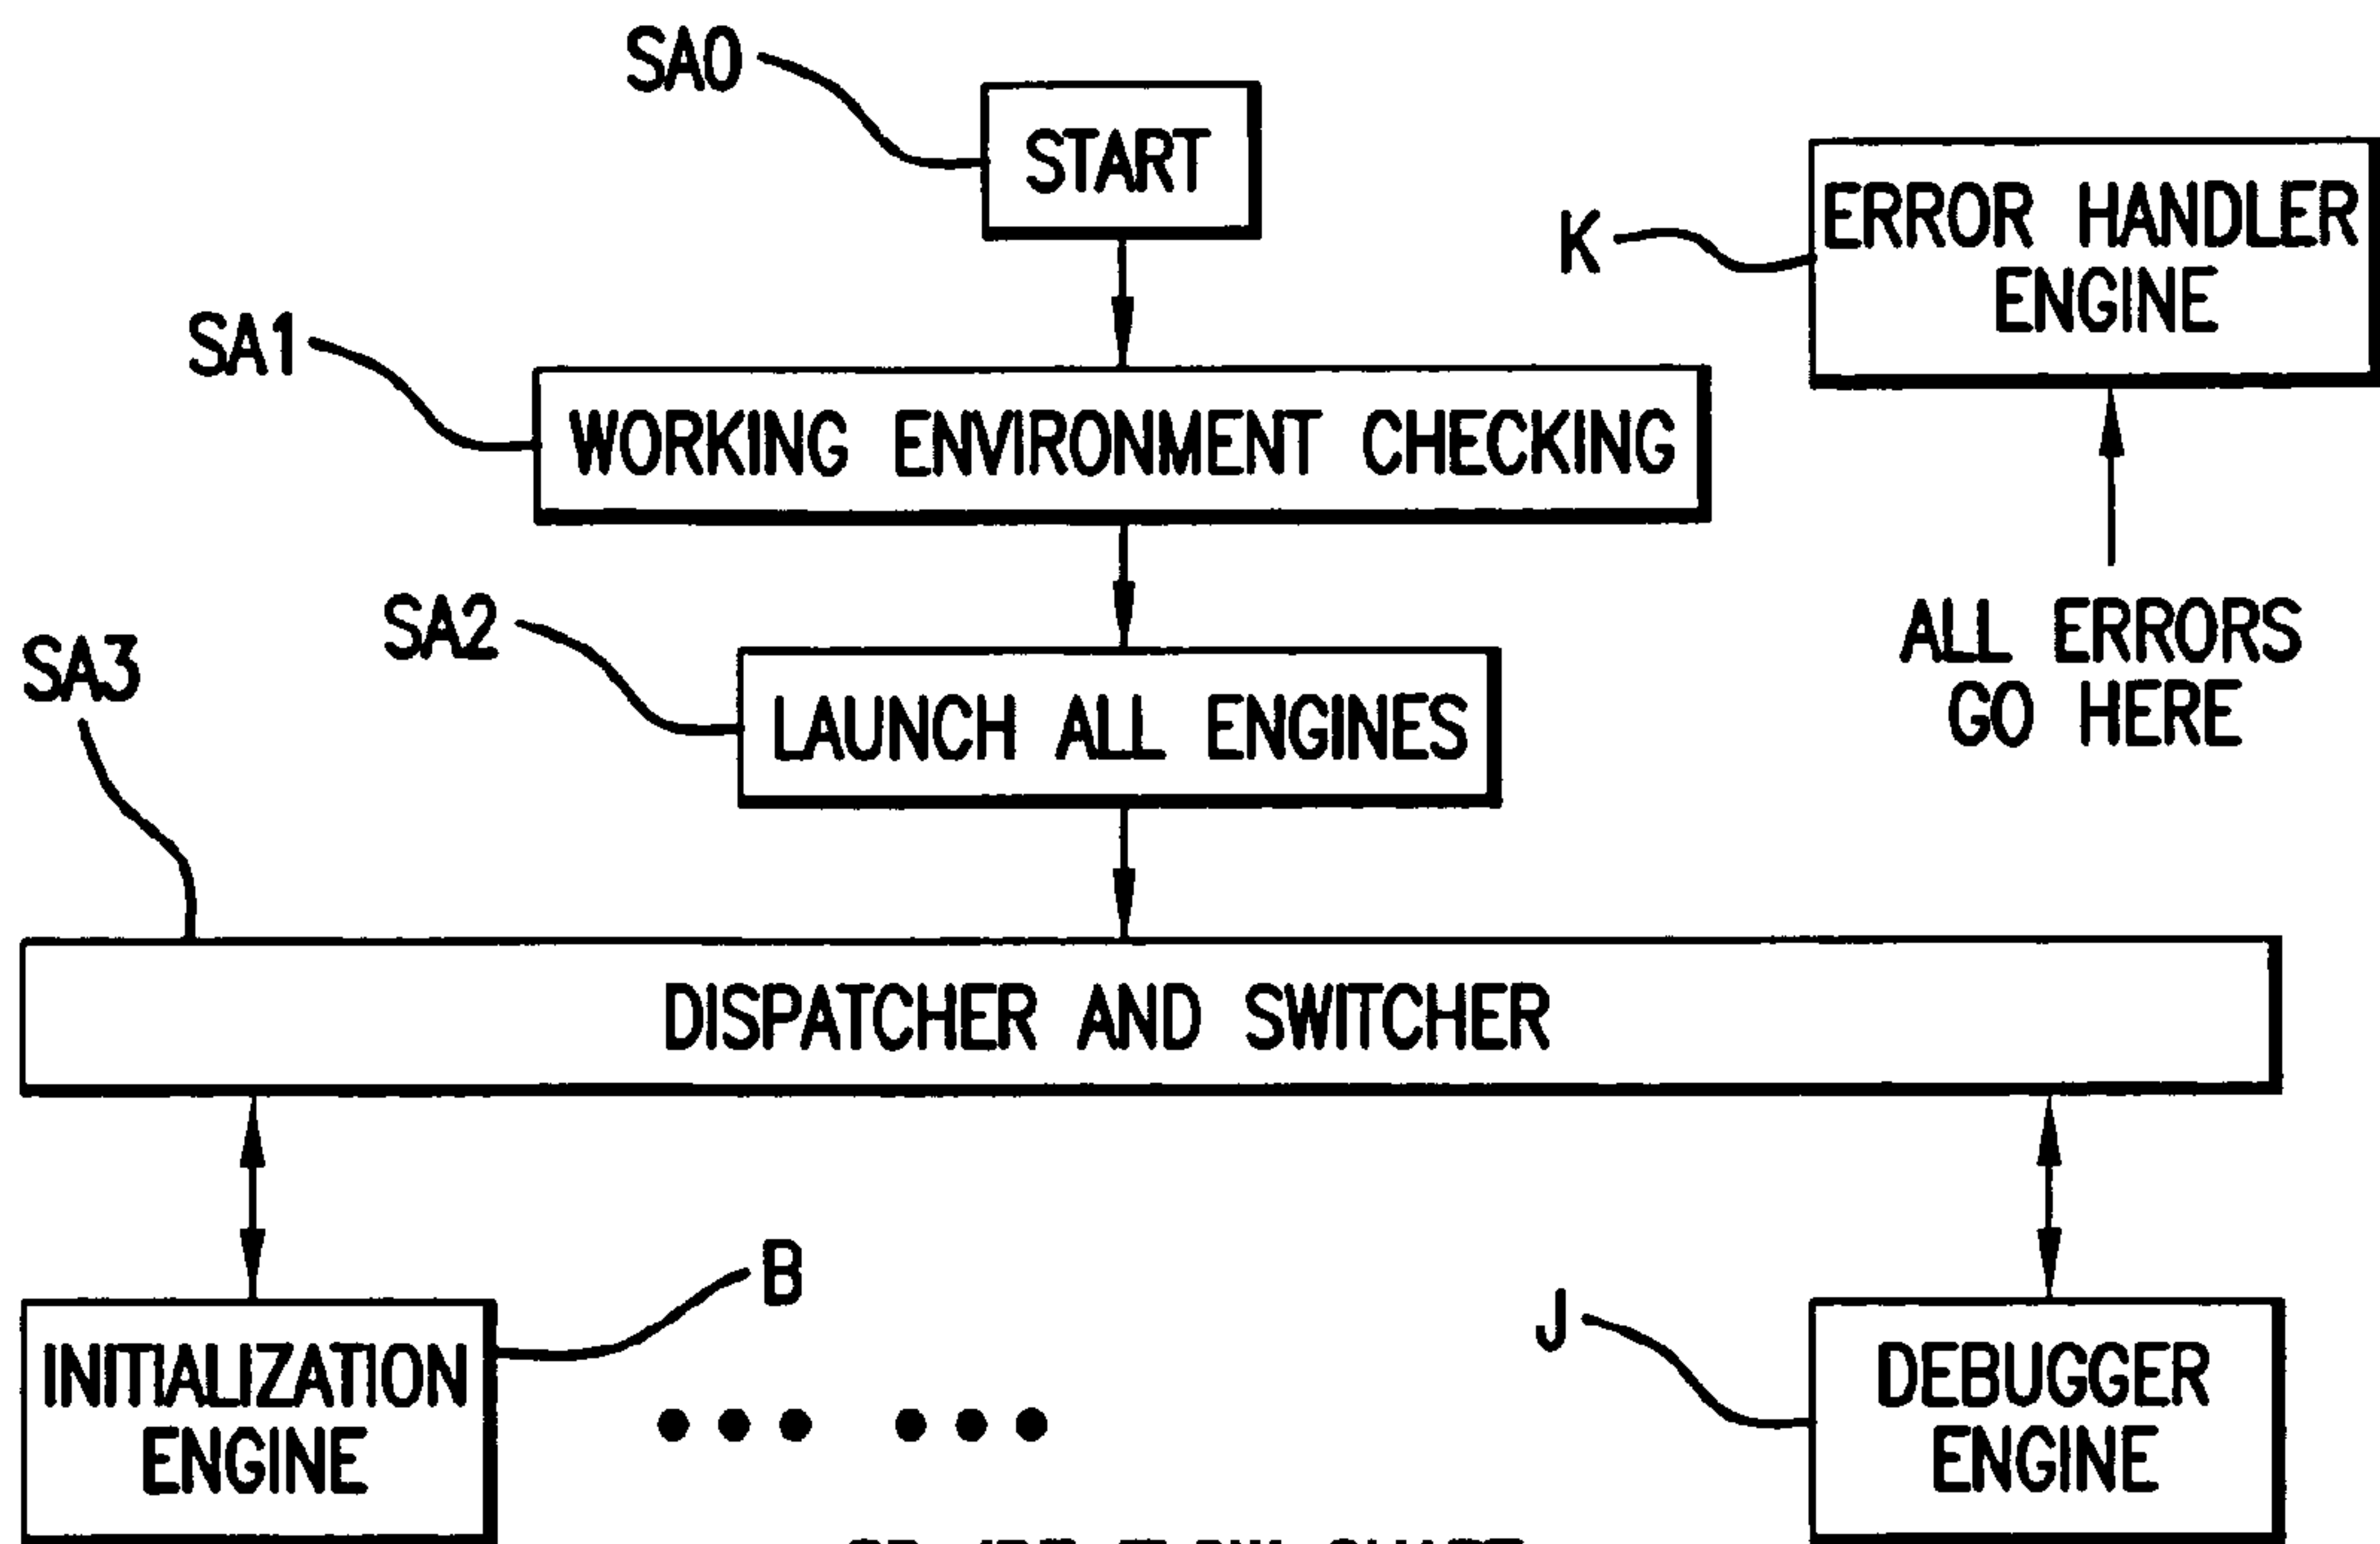 SA0
START
K
ERROR HANDLER
ENGINE
SA1
WORKING ENVIRONMENT CHECKING
SA2
LAUNCH ALL ENGINES
ALL ERRORS
GO HERE
SA3
DISPATCHER AND SWITCHER
B
J
INITIALIZATION
ENGINE
DEBUGGER
ENGINE